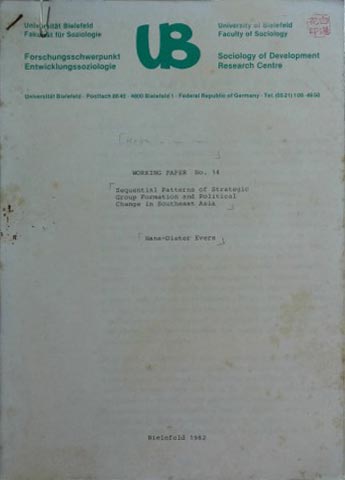 Universität Bielefeld
Fakultät für Soziologie
Forschungsschwerpunkt
Entwicklungssoziologie
UB
University of Bielefeld
Faculty of Sociology
Sociology of Development
Research Centre
Universität Bielefeld · Postfach 8640 · 4800 Bielefeld 1 · Federal Republic of Germany · Tel. (0521) 106-4650
WORKING PAPER No. 14
Sequential Patterns of Strategic
Group Formation and Political
Change in Southeast Asia
Hans-Dieter Evers
Bielefeld 1982